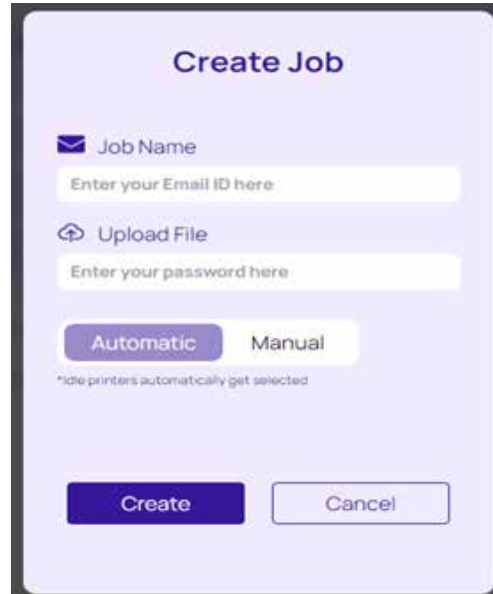 Create Job
Job Name
Enter your Email ID here
Upload File
Enter your password here
Automatic Manual
*Idle printers automatically get selected
Create Cancel